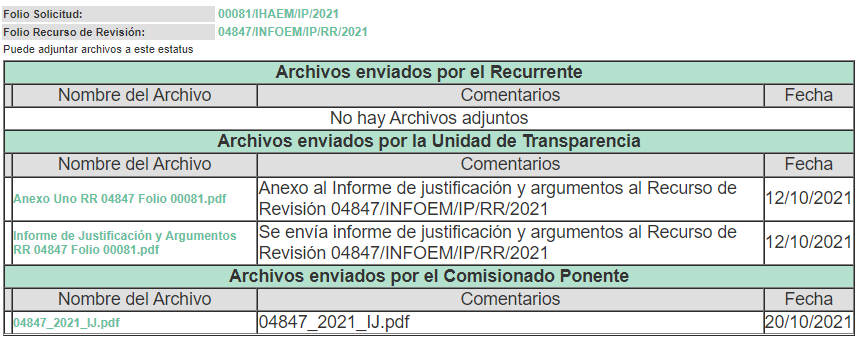 Folio Solicitud: 00081/IHAEM/IP/2021
Folio Recurso de Revisión: 04847/INFOEM/IP/RR/2021
Puede adjuntar archivos a este estatus
Archivos enviados por el Recurrente
Nombre del Archivo Comentarios Fecha
No hay Archivos adjuntos
Archivos enviados por la Unidad de Transparencia
Nombre del Archivo Comentarios Fecha
Anexo Uno RR 04847 Folio 00081.pdf
Anexo al Informe de justificación y argumentos al Recurso de
Revisión 04847/INFOEM/IP/RR/2021
12/10/2021
Informe de Justificación y Argumentos
RR 04847 Folio 00081.pdf
Se envía informe de justificación y argumentos al Recurso de
Revisión 04847/INFOEM/IP/RR/2021
12/10/2021
Archivos enviados por el Comisionado Ponente
Nombre del Archivo Comentarios Fecha
04847_2021_IJ.pdf 04847_2021_IJ.pdf 20/10/2021